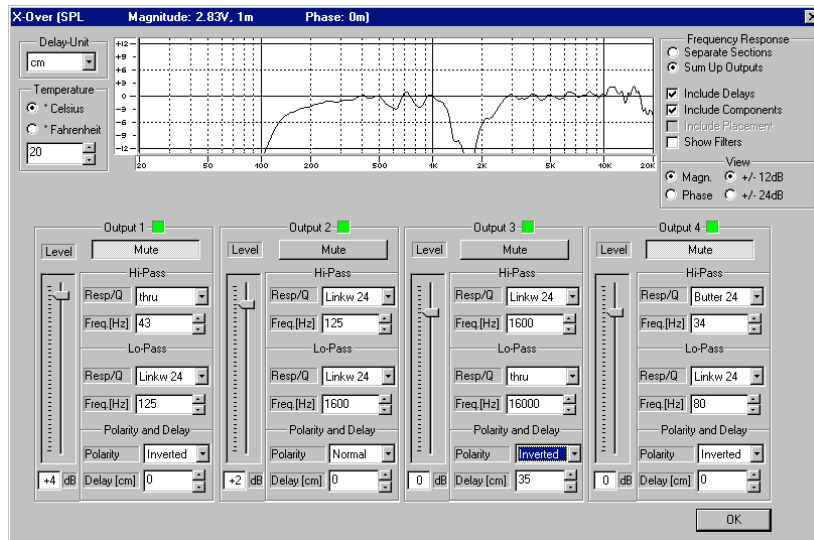 X-Over (SPL Magnitude: 2.83V, 1m Phase: 0m)
Delay-Unit
cm
Temperature
° Celsius
° Fahrenheit
20
+12
+9
+6
+3
0
-3
-6
-9
-12
20 50 100 200 500 1K 2K 5K 10K 20K
Frequency Response
Separate Sections
Sum Up Outputs
Include Delays
Include Components
Include Placement
Show Filters
View
Magn. +/- 12dB
Phase +/- 24dB
Output 1
Level Mute
Hi-Pass
Resp/Q thru
Freq.[Hz] 43
Lo-Pass
Resp/Q Linkw 24
Freq.[Hz] 125
Polarity and Delay
Polarity Inverted
+4 dB Delay [cm] 0
Output 2
Level Mute
Hi-Pass
Resp/Q Linkw 24
Freq.[Hz] 125
Lo-Pass
Resp/Q Linkw 24
Freq.[Hz] 1600
Polarity and Delay
Polarity Normal
+2 dB Delay [cm] 0
Output 3
Level Mute
Hi-Pass
Resp/Q Linkw 24
Freq.[Hz] 1600
Lo-Pass
Resp/Q thru
Freq.[Hz] 16000
Polarity and Delay
Polarity Inverted
0 dB Delay [cm] 35
Output 4
Level Mute
Hi-Pass
Resp/Q Butter 24
Freq.[Hz] 34
Lo-Pass
Resp/Q Linkw 24
Freq.[Hz] 80
Polarity and Delay
Polarity Inverted
0 dB Delay [cm] 0
OK